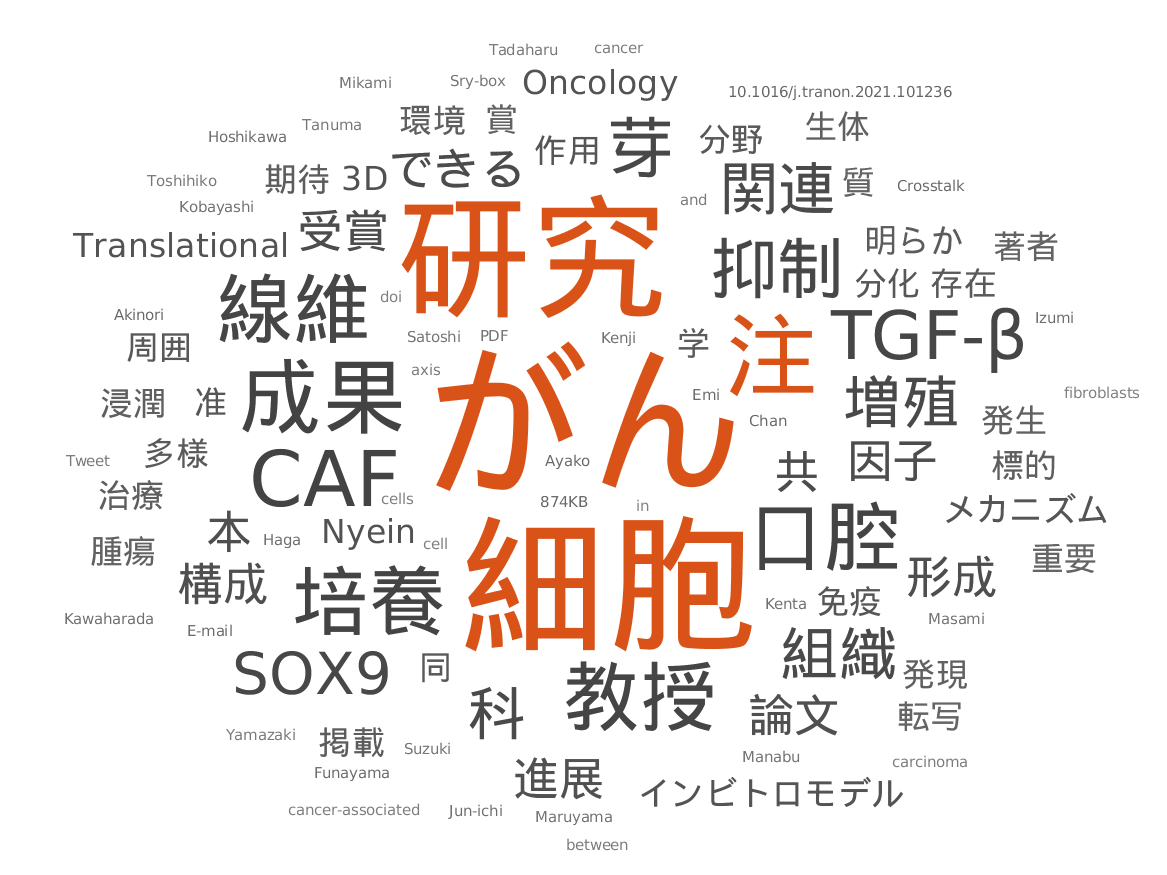 Tadaharu cancer
Mikami Sry-box Oncology
10.1016/j.tranon.2021.101236
Hoshikawa Tanuma 環境 賞 作用 芽 分野 生体
Toshihiko 期待 3D できる 関連 質 Crosstalk
Kobayashi and
Translational 受賞 研究 抑制 明らか 著者
線維 doi 分化 存在
Akinori Satoshi PDF Kenji 学 注 TGF-β Izumi
周囲 axis がん
成果 Emi 増殖 fibroblasts
浸潤 准 Chan 発生
Tweet 多様 CAF Ayako 共 因子 標的
治療 cells 874KB in メカニズム
本 Haga Nyein cell 細胞 口腔
腫瘍 重要
構成 培養 形成
Kawaharada E-mail Kenta 免疫 Masami
SOX9 同 組織 発現
科 教授 論文 転写
Yamazaki 掲載 Suzuki Manabu carcinoma
Funayama 進展 インビトロモデル
cancer-associated Jun-ichi Maruyama
between